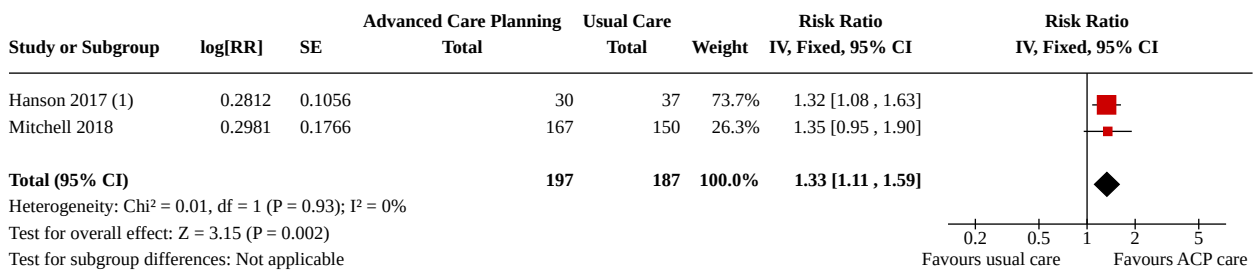 Advanced Care Planning Usual Care Risk Ratio Risk Ratio
Study or Subgroup log[RR] SE Total Total Weight IV, Fixed, 95% CI IV, Fixed, 95% CI
Hanson 2017 (1) 0.2812 0.1056 30 37 73.7% 1.32 [1.08 , 1.63]
Mitchell 2018 0.2981 0.1766 167 150 26.3% 1.35 [0.95 , 1.90]
Total (95% CI) 197 187 100.0% 1.33 [1.11 , 1.59]
Heterogeneity: Chi² = 0.01, df = 1 (P = 0.93); I² = 0%
Test for overall effect: Z = 3.15 (P = 0.002) 0.2 0.5 1 2 5
Test for subgroup differences: Not applicable Favours usual care Favours ACP care